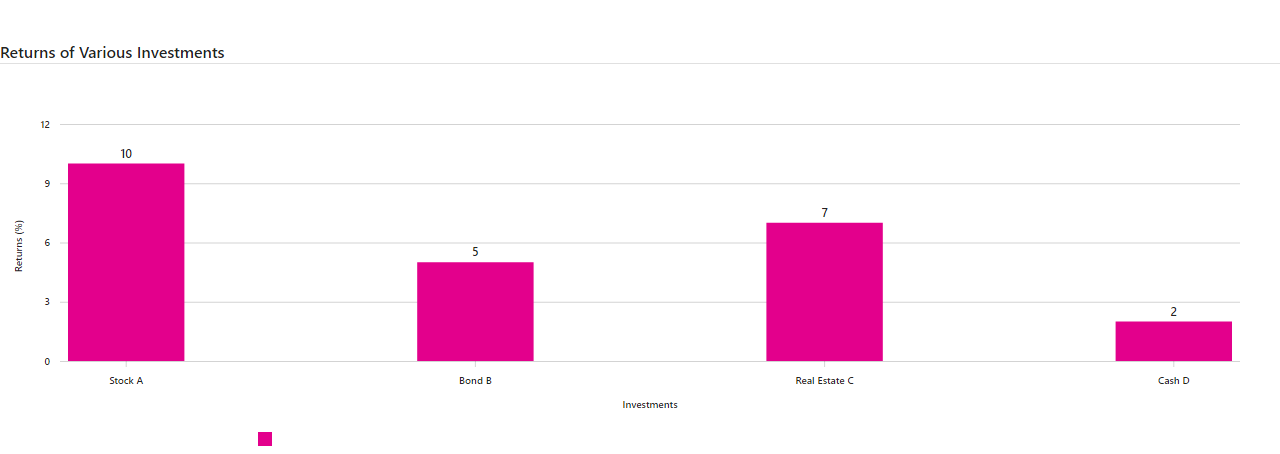 Returns of Various Investments
12
9
6
3
0
Returns (%)
10
5
7
2
Stock A
Bond B
Real Estate C
Cash D
Investments